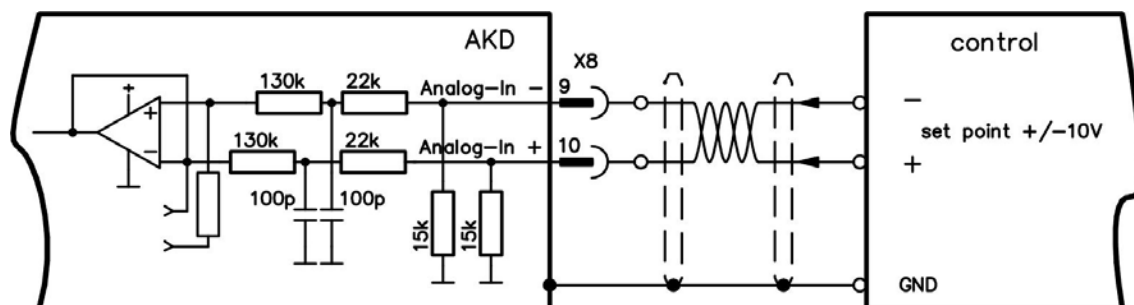 AKD
control
X8
130k
22k
Analog-In -
9
-
+
+
set point +/-10V
130k
22k
Analog-In +
10
+
-
100p
100p
15k
15k
GND